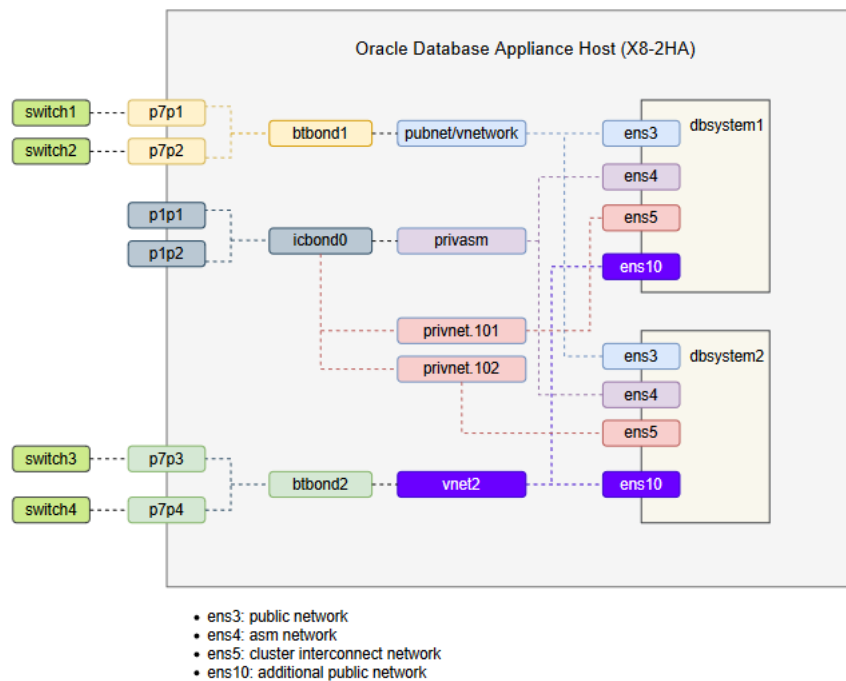 Oracle Database Appliance Host (X8-2HA)
switch1
p7p1
btbond1
pubnet/vnetwork
ens3
dbsystem1
switch2
p7p2
ens4
p1p1
ens5
icbond0
privasm
p1p2
ens10
privnet.101
ens3
dbsystem2
privnet.102
ens4
ens5
switch3
p7p3
btbond2
vnet2
ens10
switch4
p7p4
• ens3: public network
• ens4: asm network
• ens5: cluster interconnect network
• ens10: additional public network